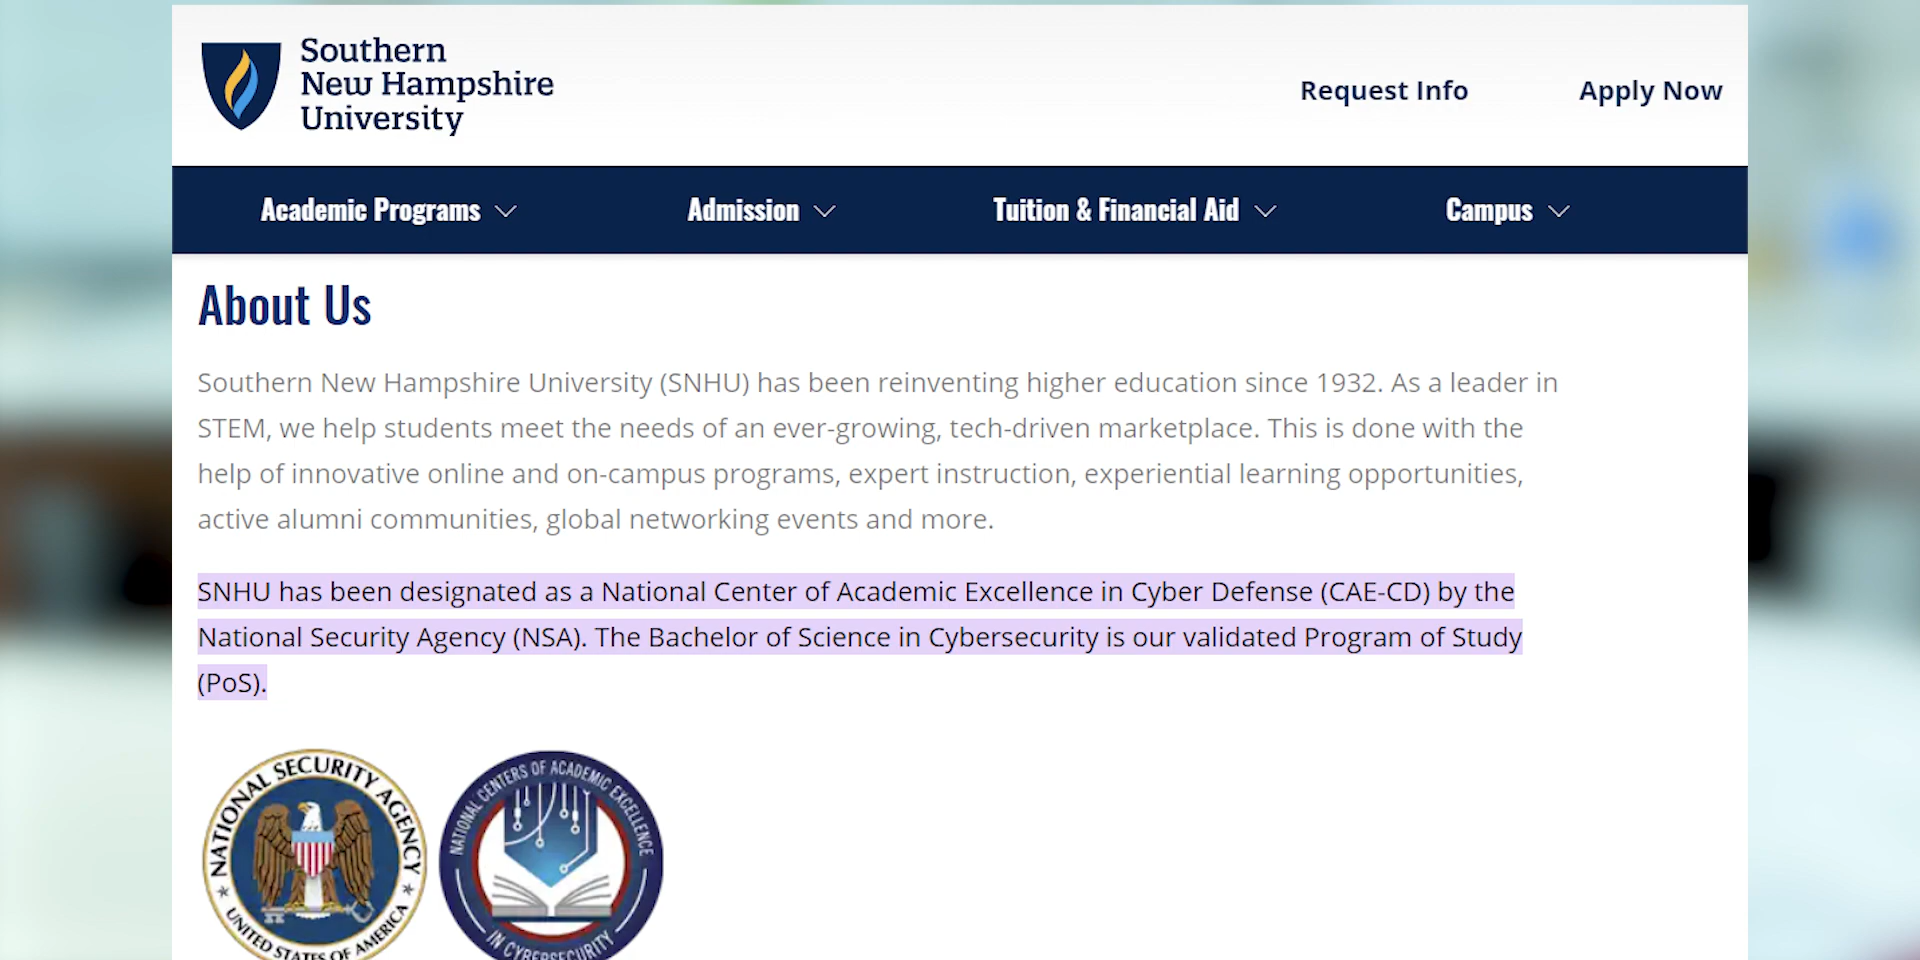 Southern
New Hampshire
University
Request Info
Apply Now
Academic Programs
Admission
Tuition & Financial Aid
Campus
About Us
Southern New Hampshire University (SNHU) has been reinventing higher education since 1932. As a leader in
STEM, we help students meet the needs of an ever-growing, tech-driven marketplace. This is done with the
help of innovative online and on-campus programs, expert instruction, experiential learning opportunities,
active alumni communities, global networking events and more.
SNHU has been designated as a National Center of Academic Excellence in Cyber Defense (CAE-CD) by the
National Security Agency (NSA). The Bachelor of Science in Cybersecurity is our validated Program of Study
(PoS).
NATIONAL SECURITY AGENCY
UNITED STATES OF AMERICA
NATIONAL CENTERS OF ACADEMIC EXCELLENCE
IN CYBERSECURITY